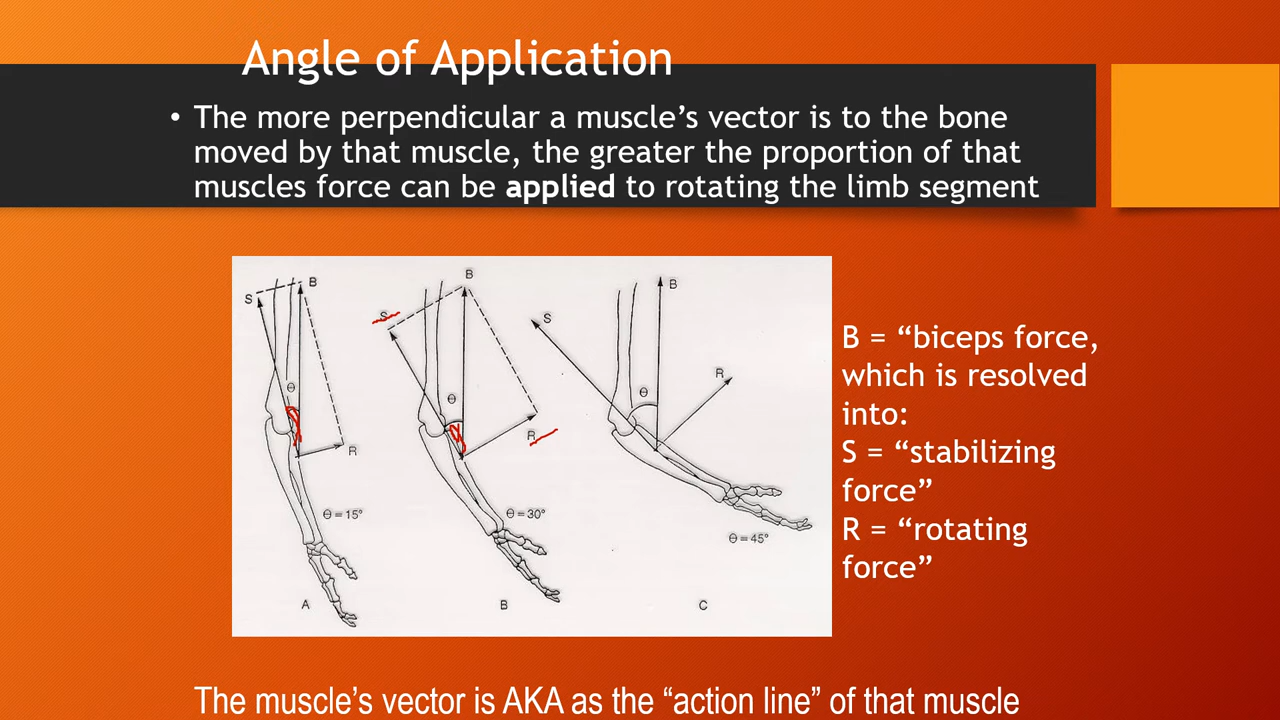 Angle of Application
• The more perpendicular a muscle’s vector is to the bone
moved by that muscle, the greater the proportion of that
muscles force can be applied to rotating the limb segment
S
B
θ
R
θ = 15°
A
S
B
θ
R
θ = 30°
B
S
B
θ
R
θ = 45°
C
B = “biceps force,
which is resolved
into:
S = “stabilizing
force”
R = “rotating
force”
The muscle’s vector is AKA as the “action line” of that muscle